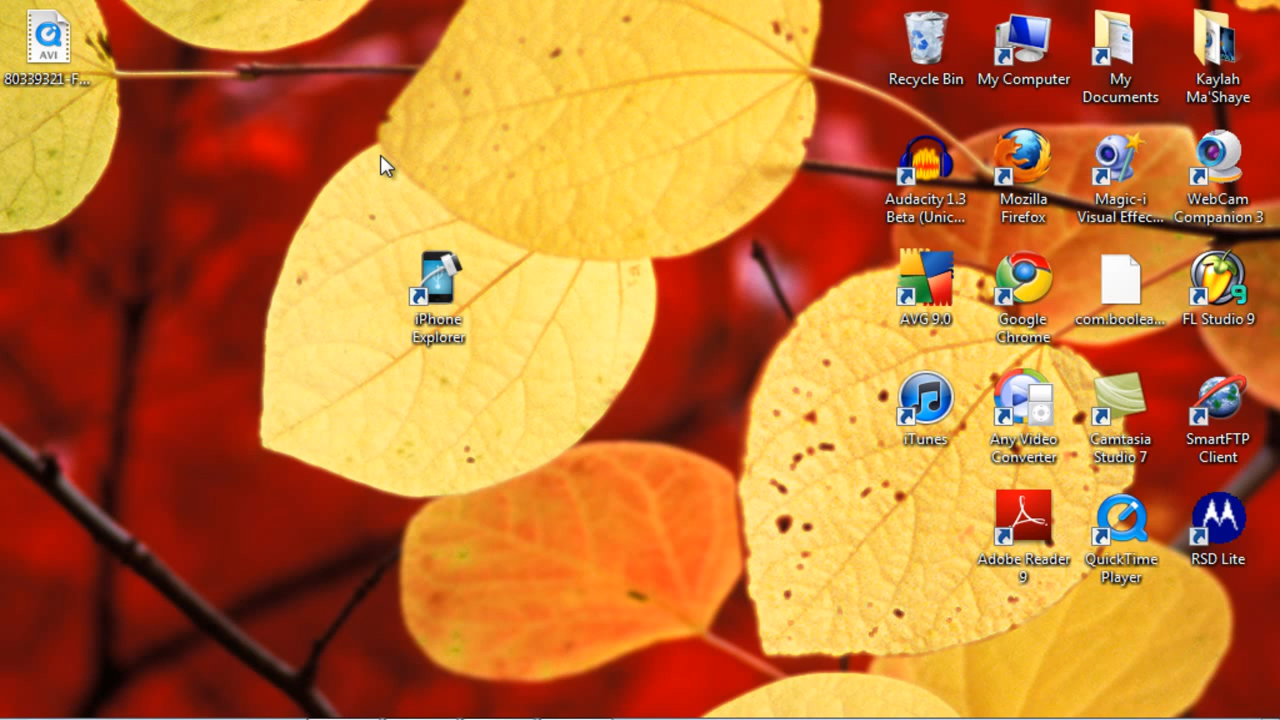 AVI
80339321-F...
Recycle Bin
My Computer
My
Documents
Kaylah
Ma'Shaye
Audacity 1.3
Beta (Unic...
Mozilla
Firefox
Magic-i
Visual Effec...
WebCam
Companion 3
iPhone
Explorer
AVG 9.0
Google
Chrome
com.boolea...
9
FL Studio 9
iTunes
Any Video
Converter
Camtasia
Studio 7
SmartFTP
Client
Adobe Reader
9
QuickTime
Player
RSD Lite